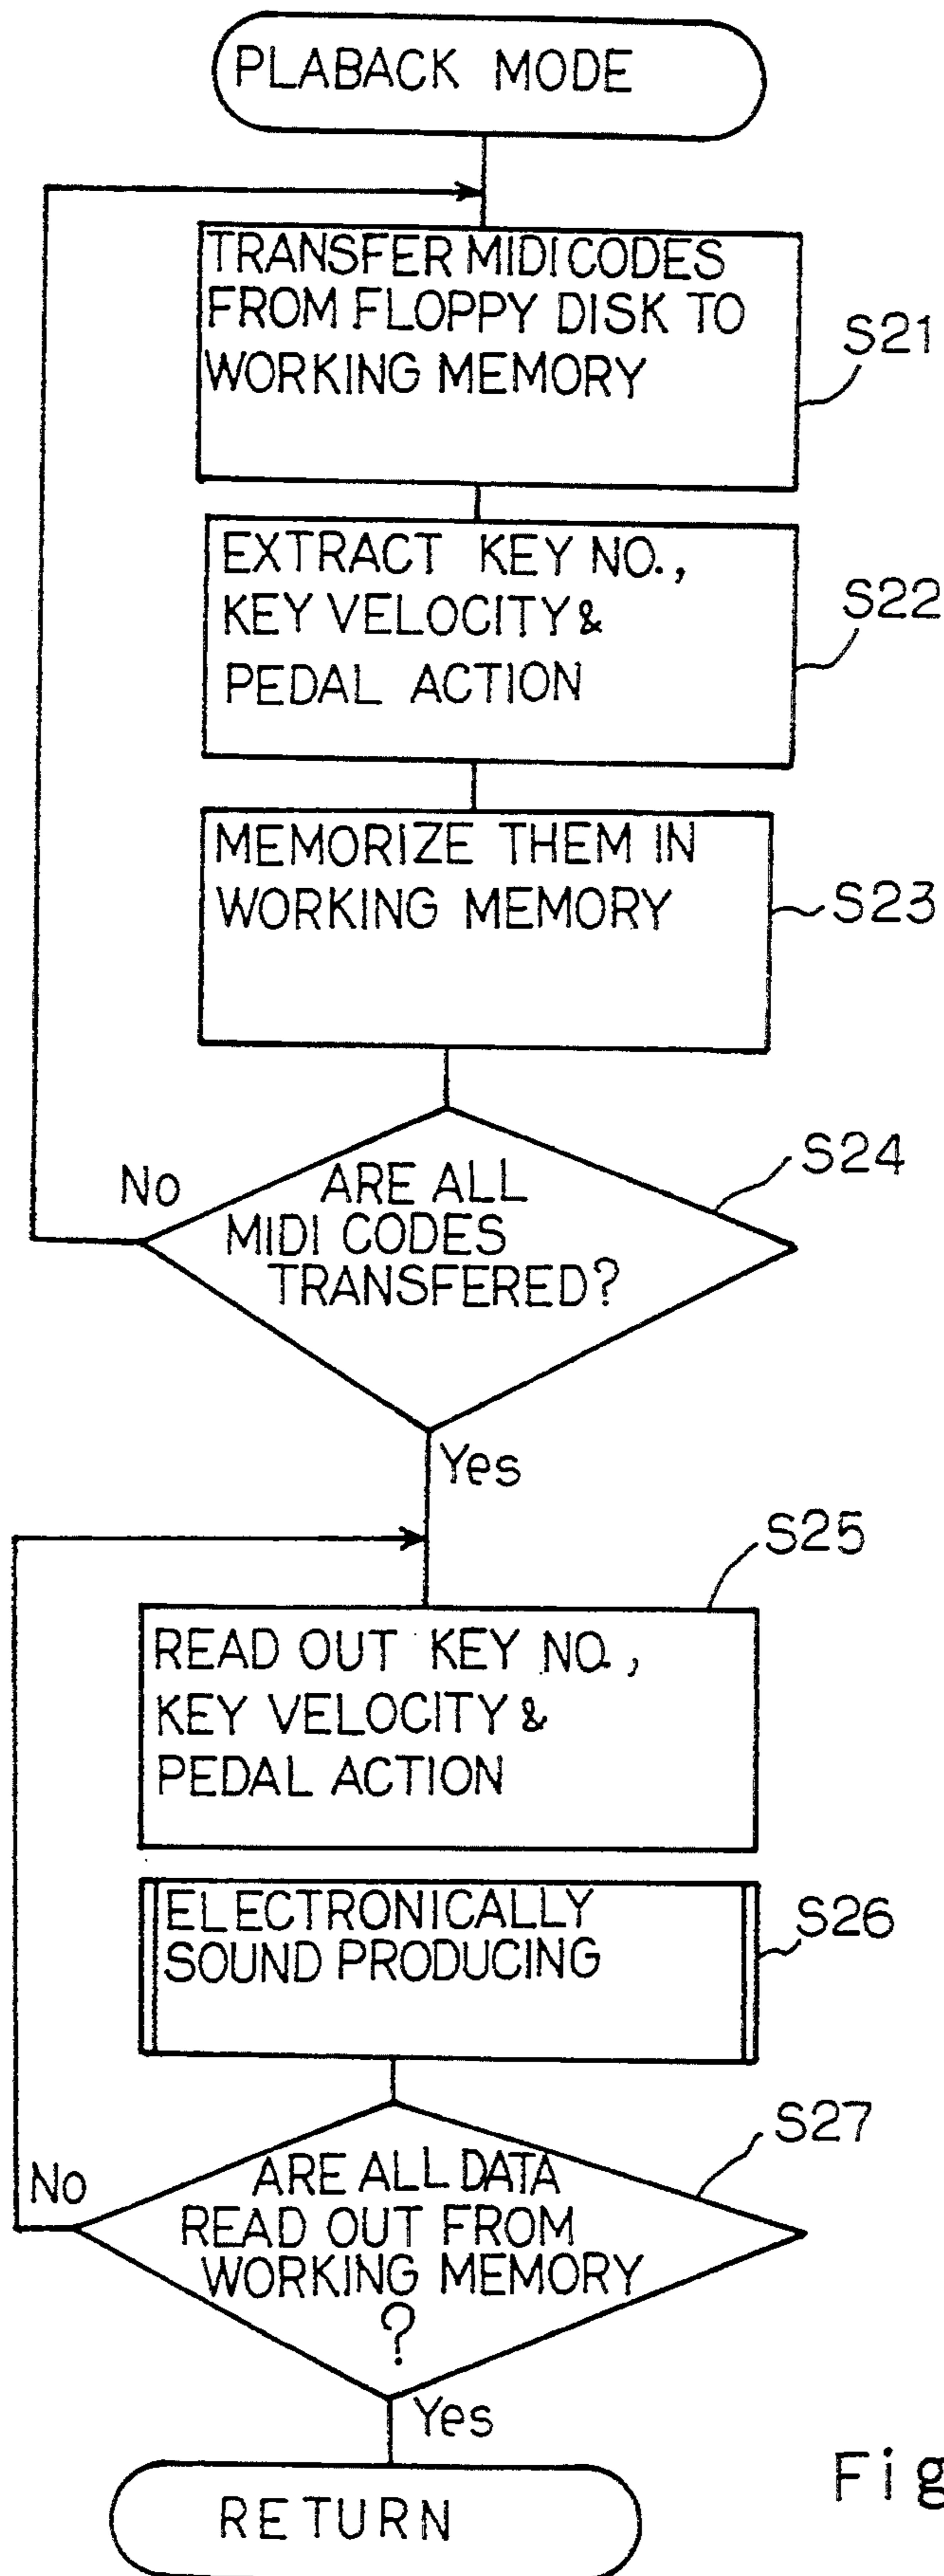 PLABACK MODE
TRANSFER MIDI CODES
FROM FLOPPY DISK TO
WORKING MEMORY
S21
EXTRACT KEY NO.,
KEY VELOCITY &
PEDAL ACTION
S22
MEMORIZE THEM IN
WORKING MEMORY
S23
S24
No
ARE ALL
MIDI CODES
TRANSFERED?
Yes
S25
READ OUT KEY NO.,
KEY VELOCITY &
PEDAL ACTION
ELECTRONICALLY
SOUND PRODUCING
S26
S27
No
ARE ALL DATA
READ OUT FROM
WORKING MEMORY
?
Yes
Fig
RETURN